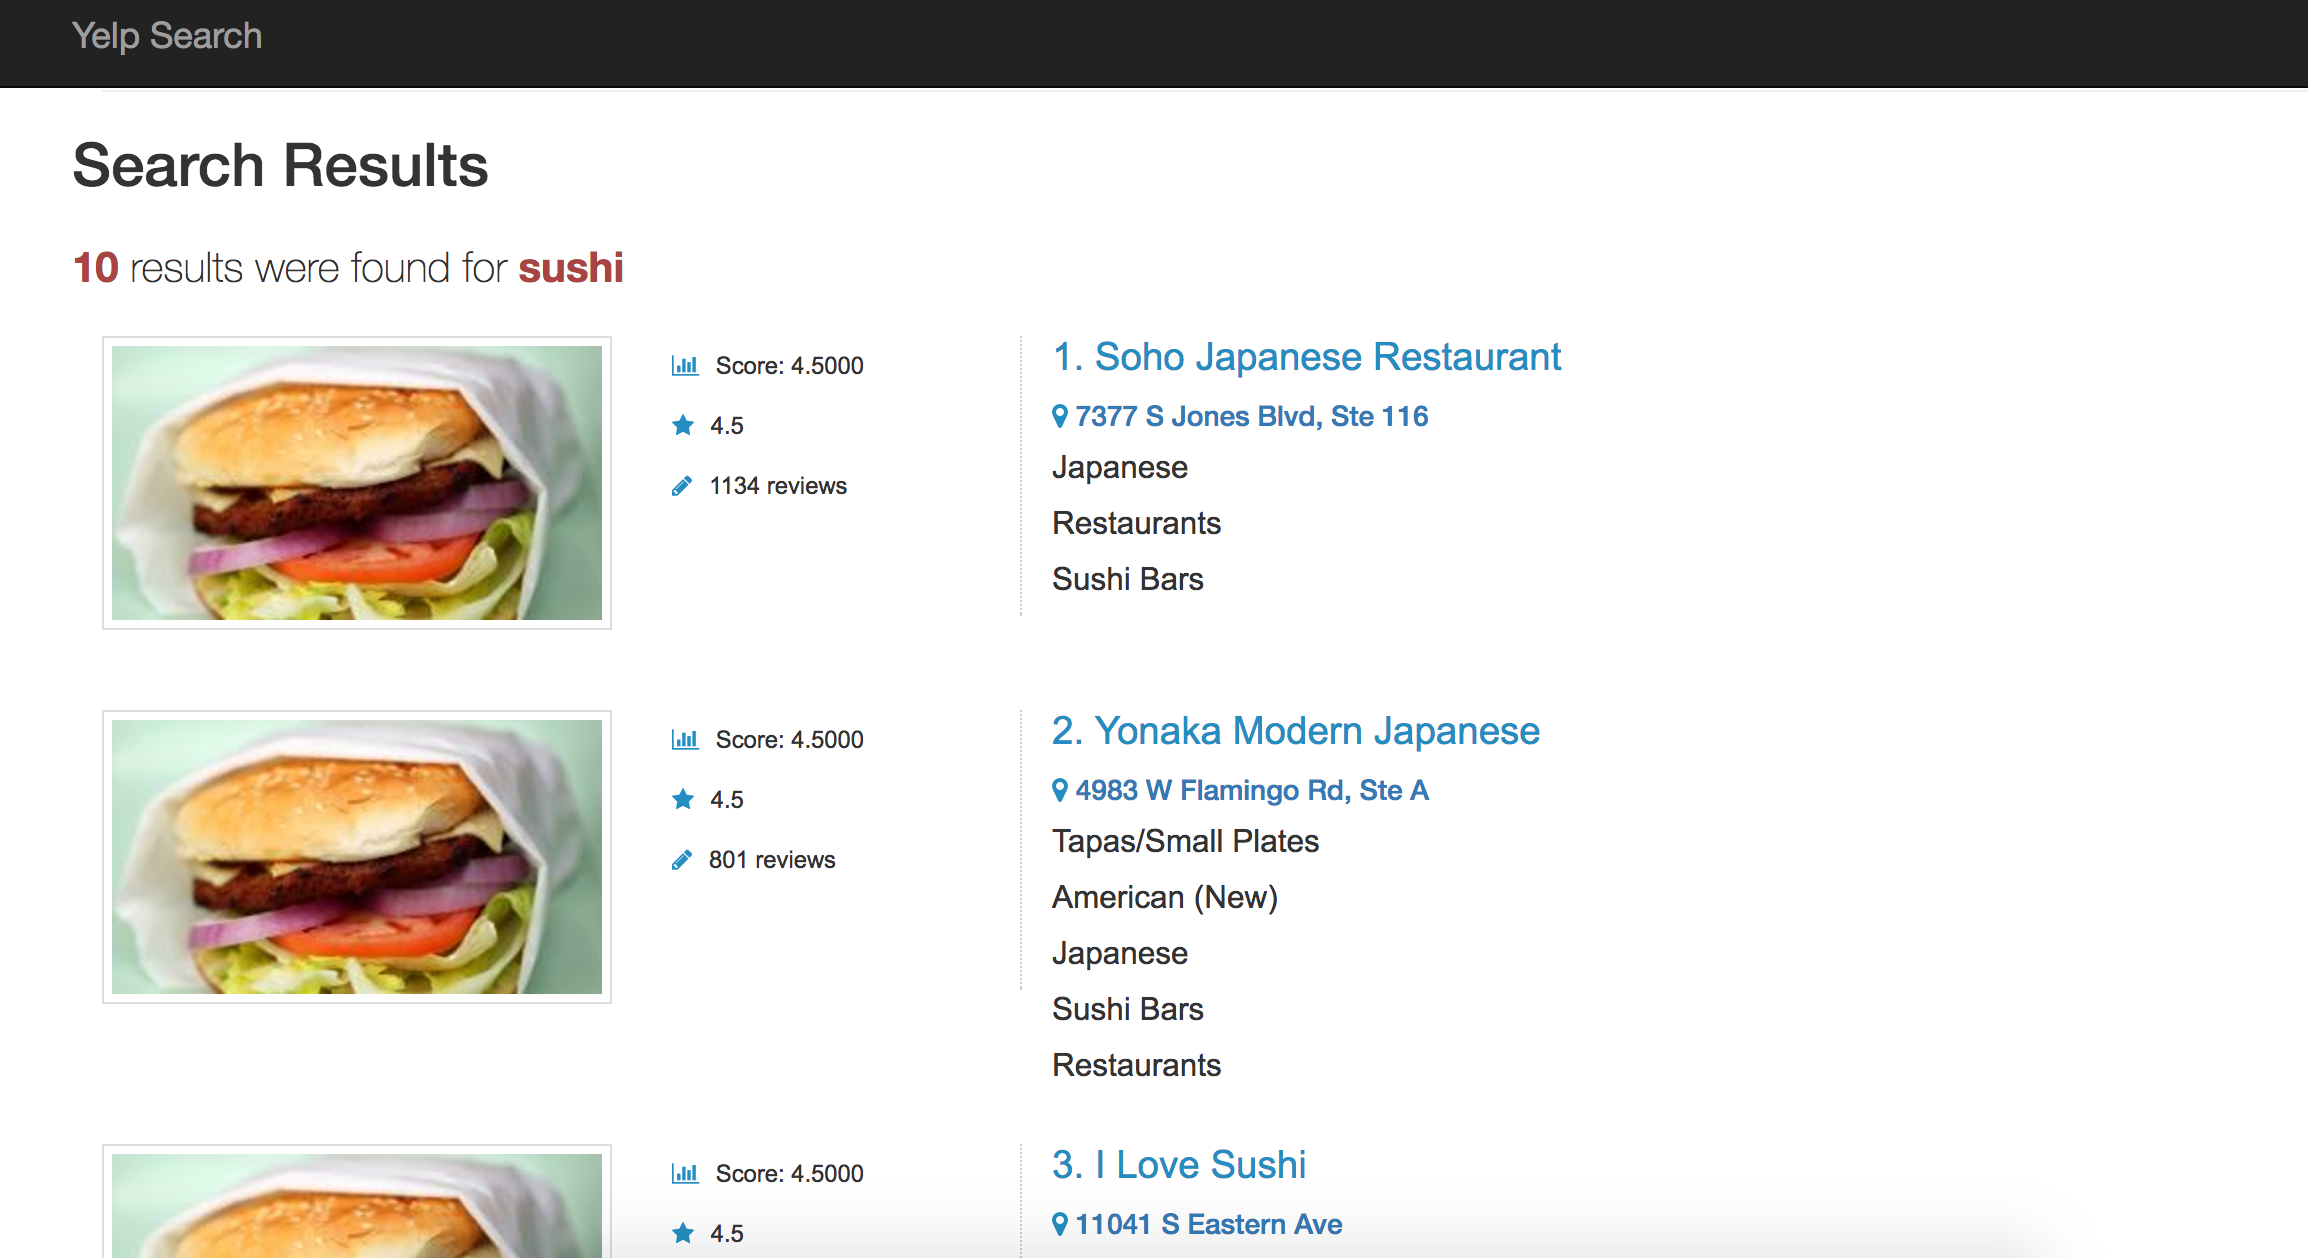 Yelp Search
Search Results
10 results were found for sushi
Score: 4.5000
4.5
1134 reviews
1. Soho Japanese Restaurant
7377 S Jones Blvd, Ste 116
Japanese
Restaurants
Sushi Bars
Score: 4.5000
4.5
801 reviews
2. Yonaka Modern Japanese
4983 W Flamingo Rd, Ste A
Tapas/Small Plates
American (New)
Japanese
Sushi Bars
Restaurants
Score: 4.5000
4.5
3. I Love Sushi
11041 S Eastern Ave